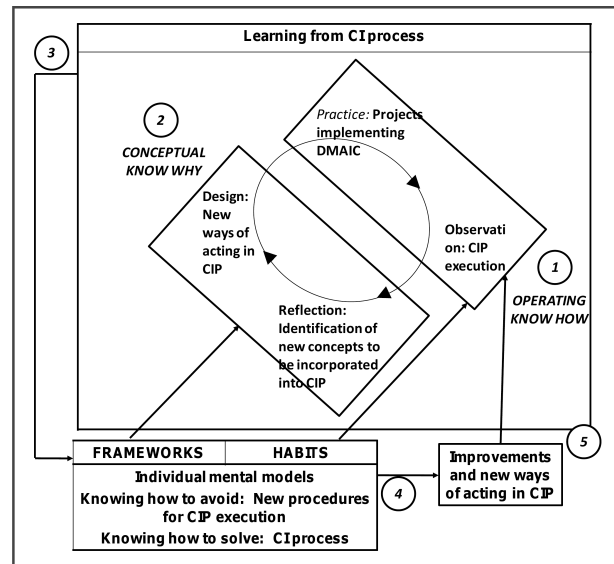 Learning from CI process
3
Practice: Projects
implementing
DMAIC
2
CONCEPTUAL
KNOW WHY
Design:
New
ways of
acting in
CIP
Observati
on: CIP
execution
1
OPERATING
KNOW HOW
Reflection:
Identification of
new concepts to
be incorporated
into CIP
5
FRAMEWORKS
HABITS
Individual mental models
Knowing how to avoid: New procedures
for CIP execution
Knowing how to solve: CI process
4
Improvements
and new ways
of acting in CIP